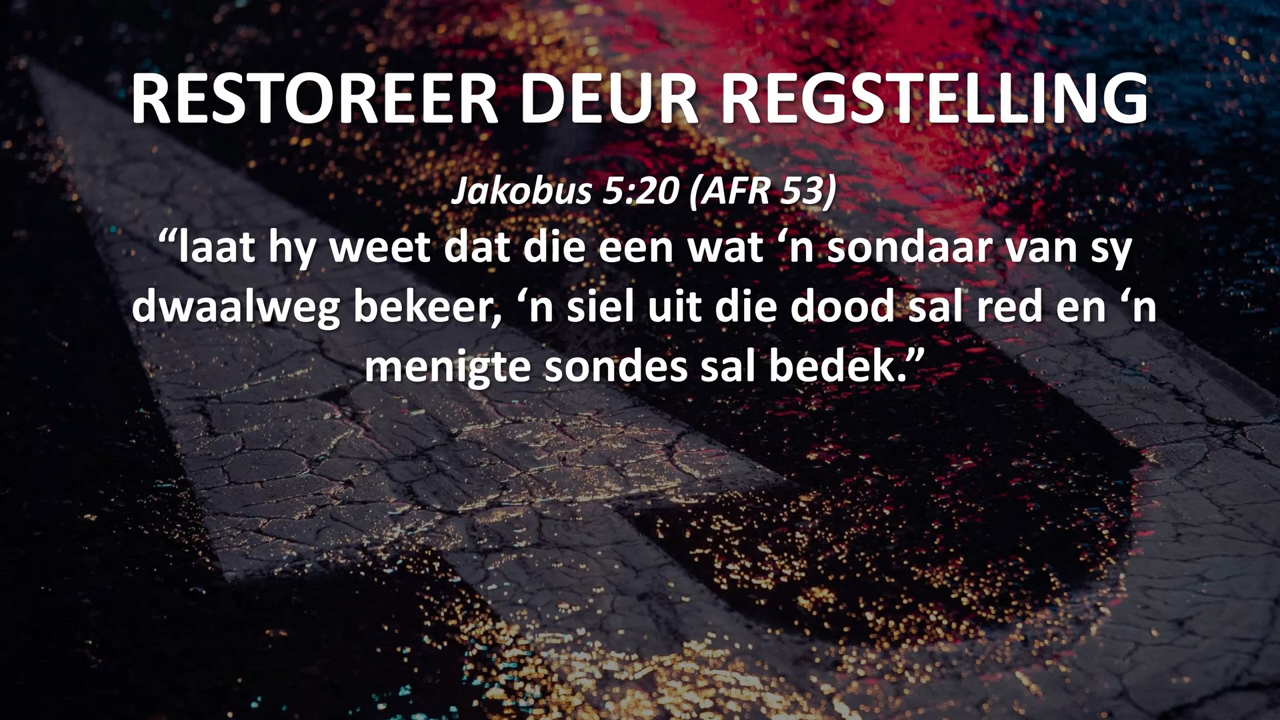 RESTOREER DEUR REGSTELLING
Jakobus 5:20 (AFR 53)
“laat hy weet dat die een wat ‘n sondaar van sy
dwaalweg bekeer, ‘n siel uit die dood sal red en ‘n
menigte sondes sal bedek.”